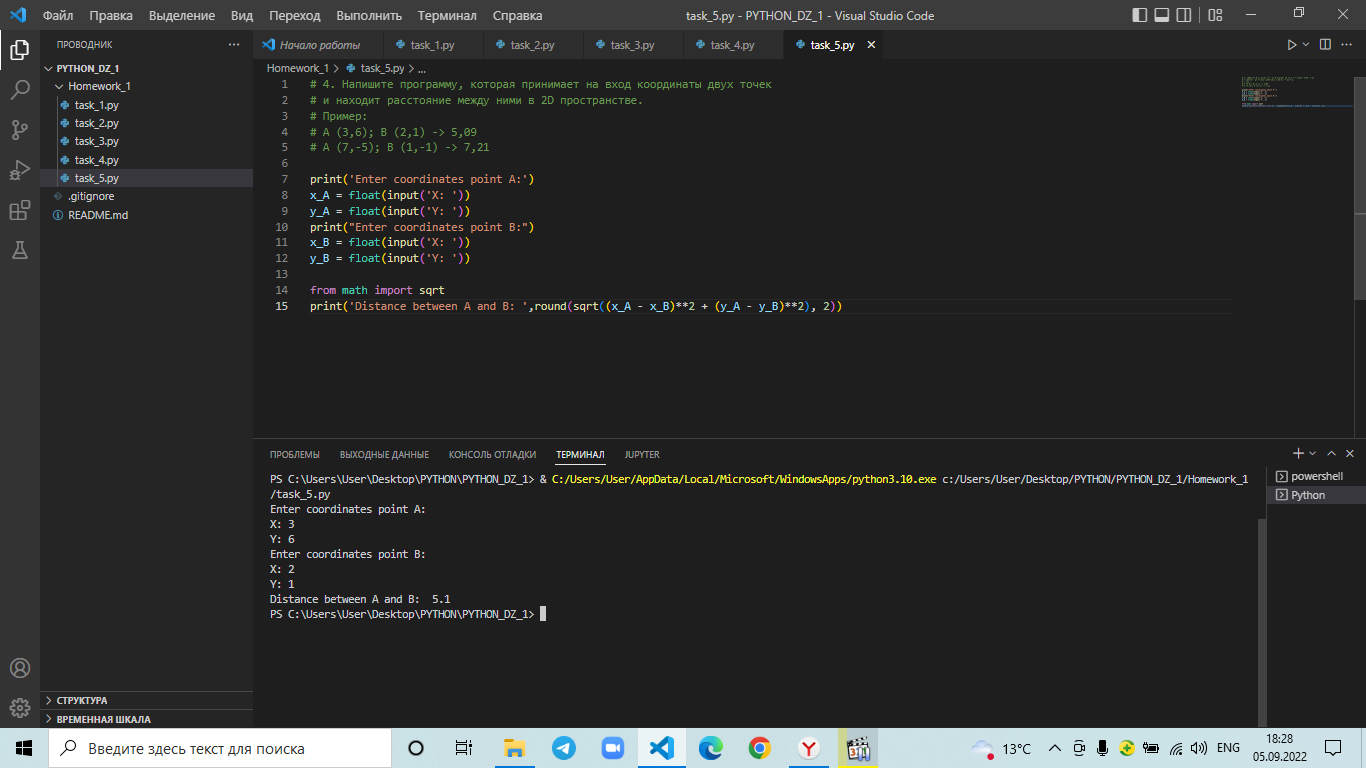 Файл Правка Выделение Вид Переход Выполнить Терминал Справка task_5.py - PYTHON_DZ_1 - Visual Studio Code
ПРОВОДНИК
PYTHON_DZ_1
Homework_1
task_1.py
task_2.py
task_3.py
task_4.py
task_5.py
.gitignore
README.md
СТРУКТУРА
ВРЕМЕННАЯ ШКАЛА
Начало работы task_1.py task_2.py task_3.py task_4.py task_5.py
Homework_1 > task_5.py > ...
1 # 4. Напишите программу, которая принимает на вход координаты двух точек
2 # и находит расстояние между ними в 2D пространстве.
3 # Пример:
4 # A (3,6); B (2,1) -> 5,09
5 # A (7,-5); B (1,-1) -> 7,21
6
7 print('Enter coordinates point A:')
8 x_A = float(input('X: '))
9 y_A = float(input('Y: '))
10 print("Enter coordinates point B:")
11 x_B = float(input('X: '))
12 y_B = float(input('Y: '))
13
14 from math import sqrt
15 print('Distance between A and B: ',round(sqrt((x_A - x_B)**2 + (y_A - y_B)**2), 2))
ПРОБЛЕМЫ ВЫХОДНЫЕ ДАННЫЕ КОНСОЛЬ ОТЛАДКИ ТЕРМИНАЛ JUPYTER
PS C:\Users\User\Desktop\PYTHON\PYTHON_DZ_1> & C:/Users/User/AppData/Local/Microsoft/WindowsApps/python3.10.exe c:/Users/User/Desktop/PYTHON/PYTHON_DZ_1/Homework_1
/task_5.py
Enter coordinates point A:
X: 3
Y: 6
Enter coordinates point B:
X: 2
Y: 1
Distance between A and B:  5.1
PS C:\Users\User\Desktop\PYTHON\PYTHON_DZ_1>
powershell
Python
Введите здесь текст для поиска
13°C
ENG
18:28
05.09.2022